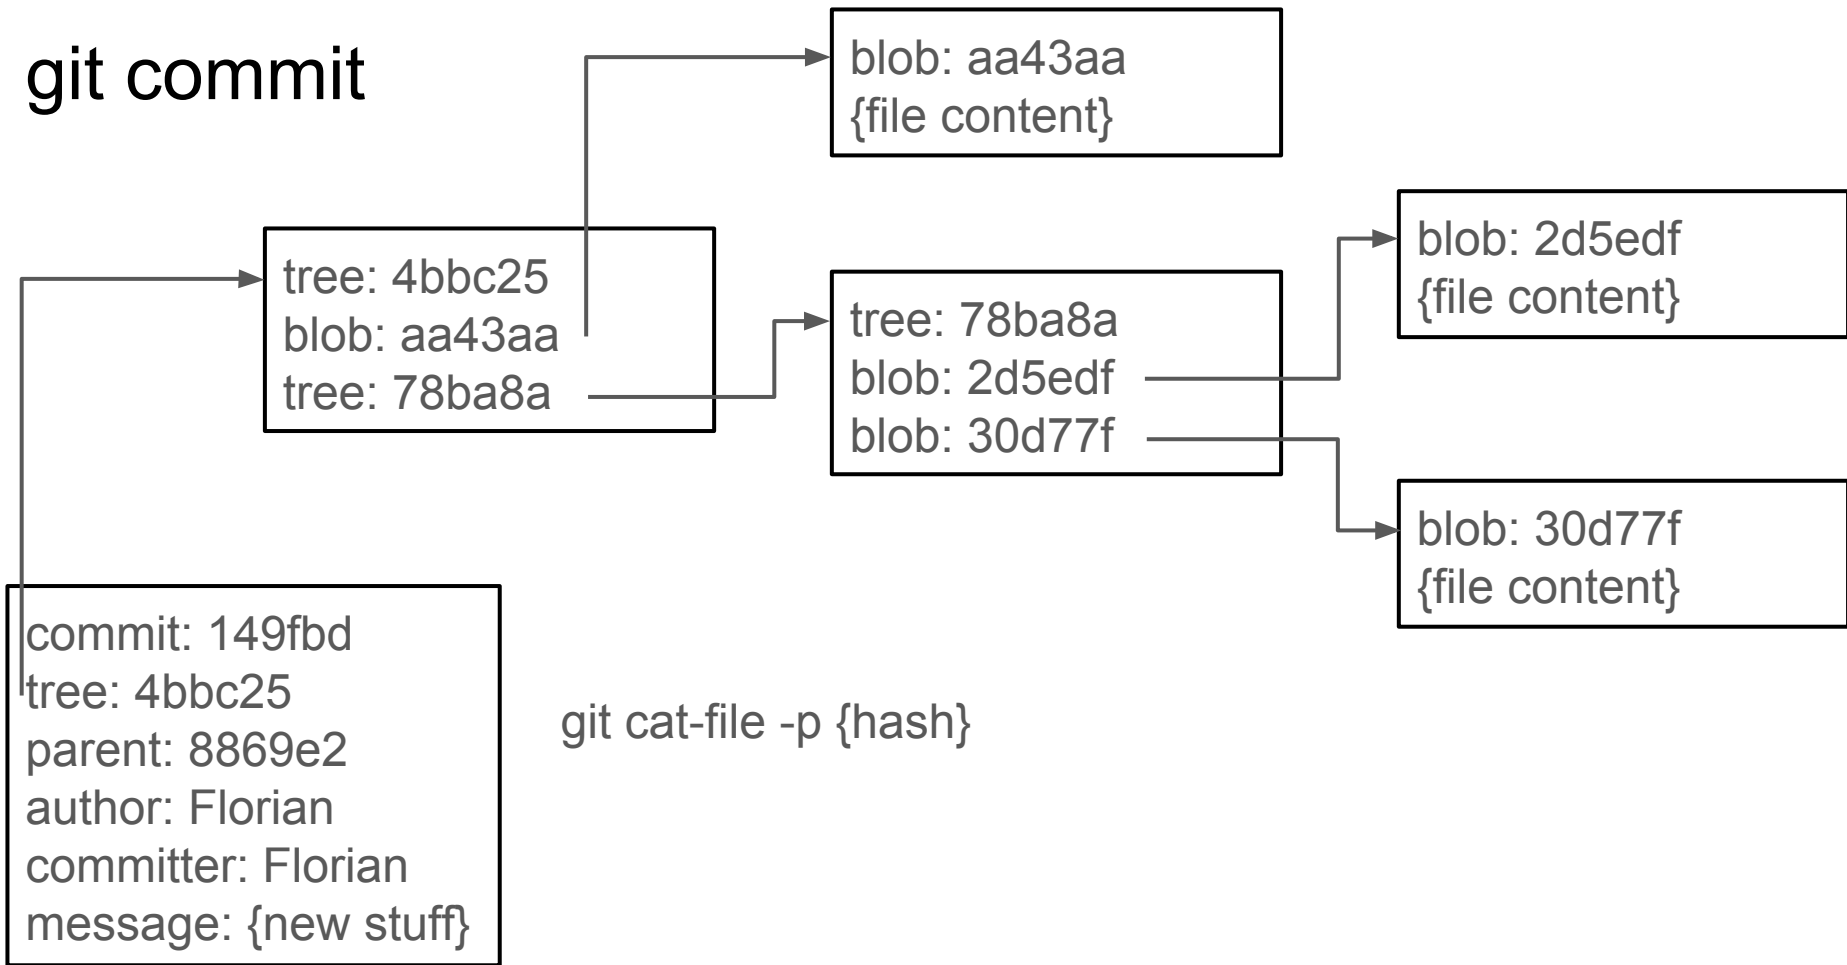 git commit
blob: aa43aa
{file content}
tree: 4bbc25
blob: aa43aa
tree: 78ba8a
tree: 78ba8a
blob: 2d5edf
blob: 30d77f
blob: 2d5edf
{file content}
blob: 30d77f
{file content}
commit: 149fbd
tree: 4bbc25
parent: 8869e2
author: Florian
committer: Florian
message: {new stuff}
git cat-file -p {hash}